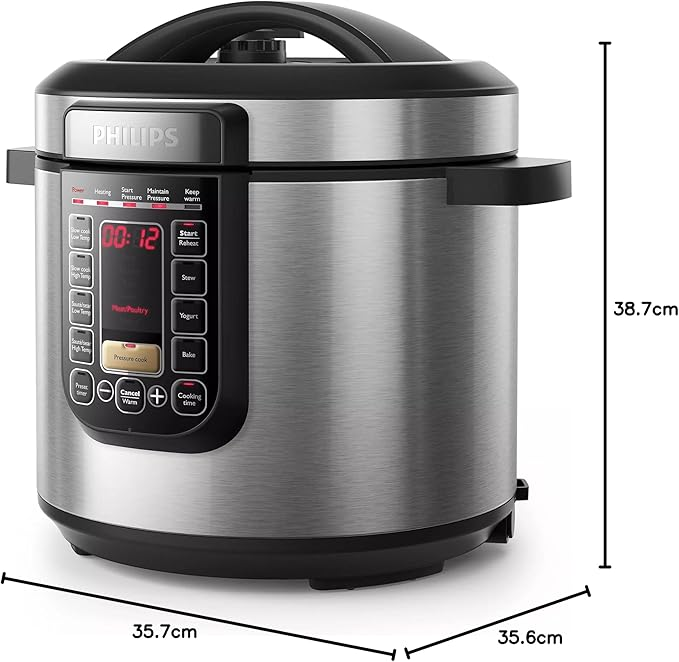 PHILIPS
Power Heating Start Pressure Maintain Pressure Keep warm
Slow cook Low Temp
00:12
Start
Reheat
Slow cook High Temp
Stew
Sauté/sear Low Temp
Meat/Poultry
Yogurt
Sauté/sear High Temp
Pressure cook
Bake
Preset timer
Cancel
Warm
Cooking time
38.7cm
35.7cm
35.6cm